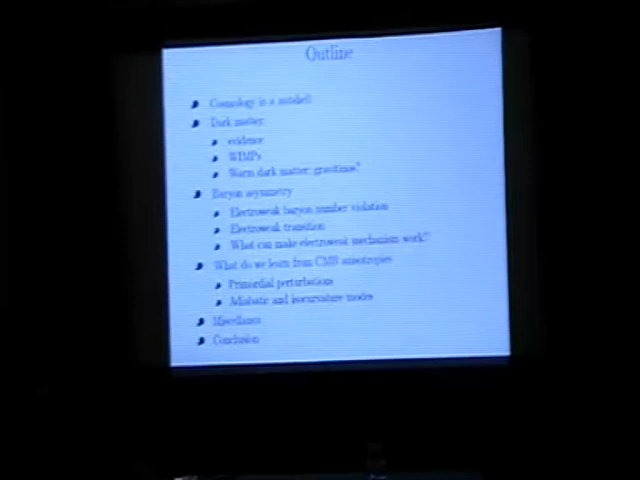 Outline
Cosmology in a nutshell
Dark matter:
evidence
WIMPs
Warm dark matter: gravitinos?
Baryon asymmetry
Electroweak baryon number violation
Electroweak transition
What can make electroweak mechanism work?
What do we learn from CMB anisotropies
Primordial perturbations
Adiabatic and isocurvature modes
Miscellanea
Conclusion